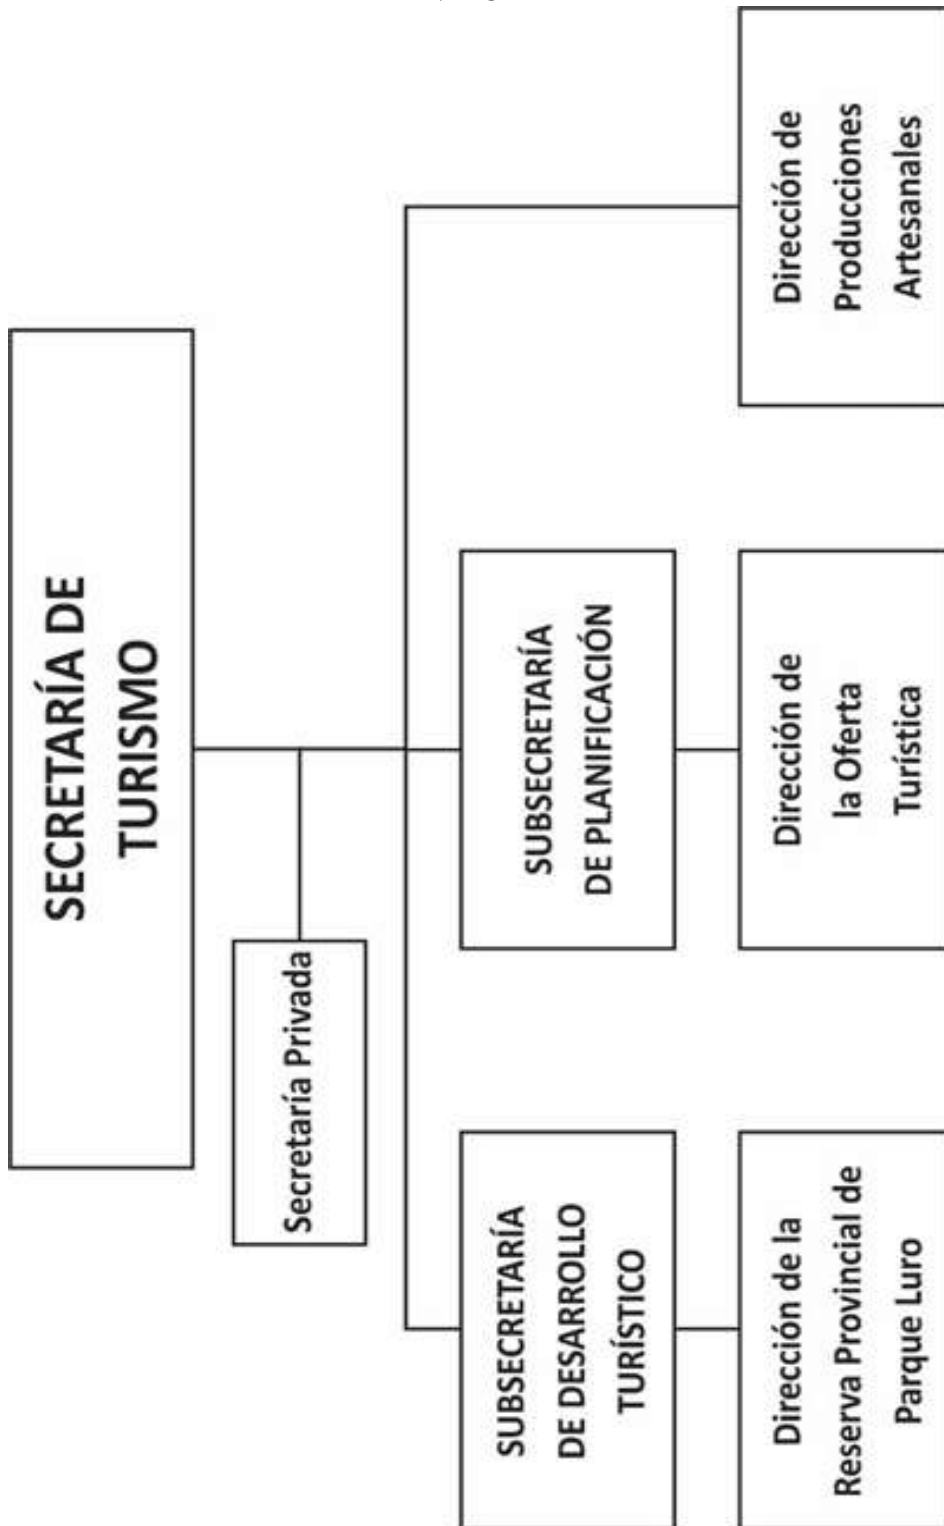 SECRETARÍA DE
TURISMO
Secretaría Privada
SUBSECRETARÍA
DE DESARROLLO
TURÍSTICO
SUBSECRETARÍA
DE PLANIFICACIÓN
Dirección de la
Reserva Provincial de
Parque Luro
Dirección de
la Oferta
Turística
Dirección de
Producciones
Artesanales